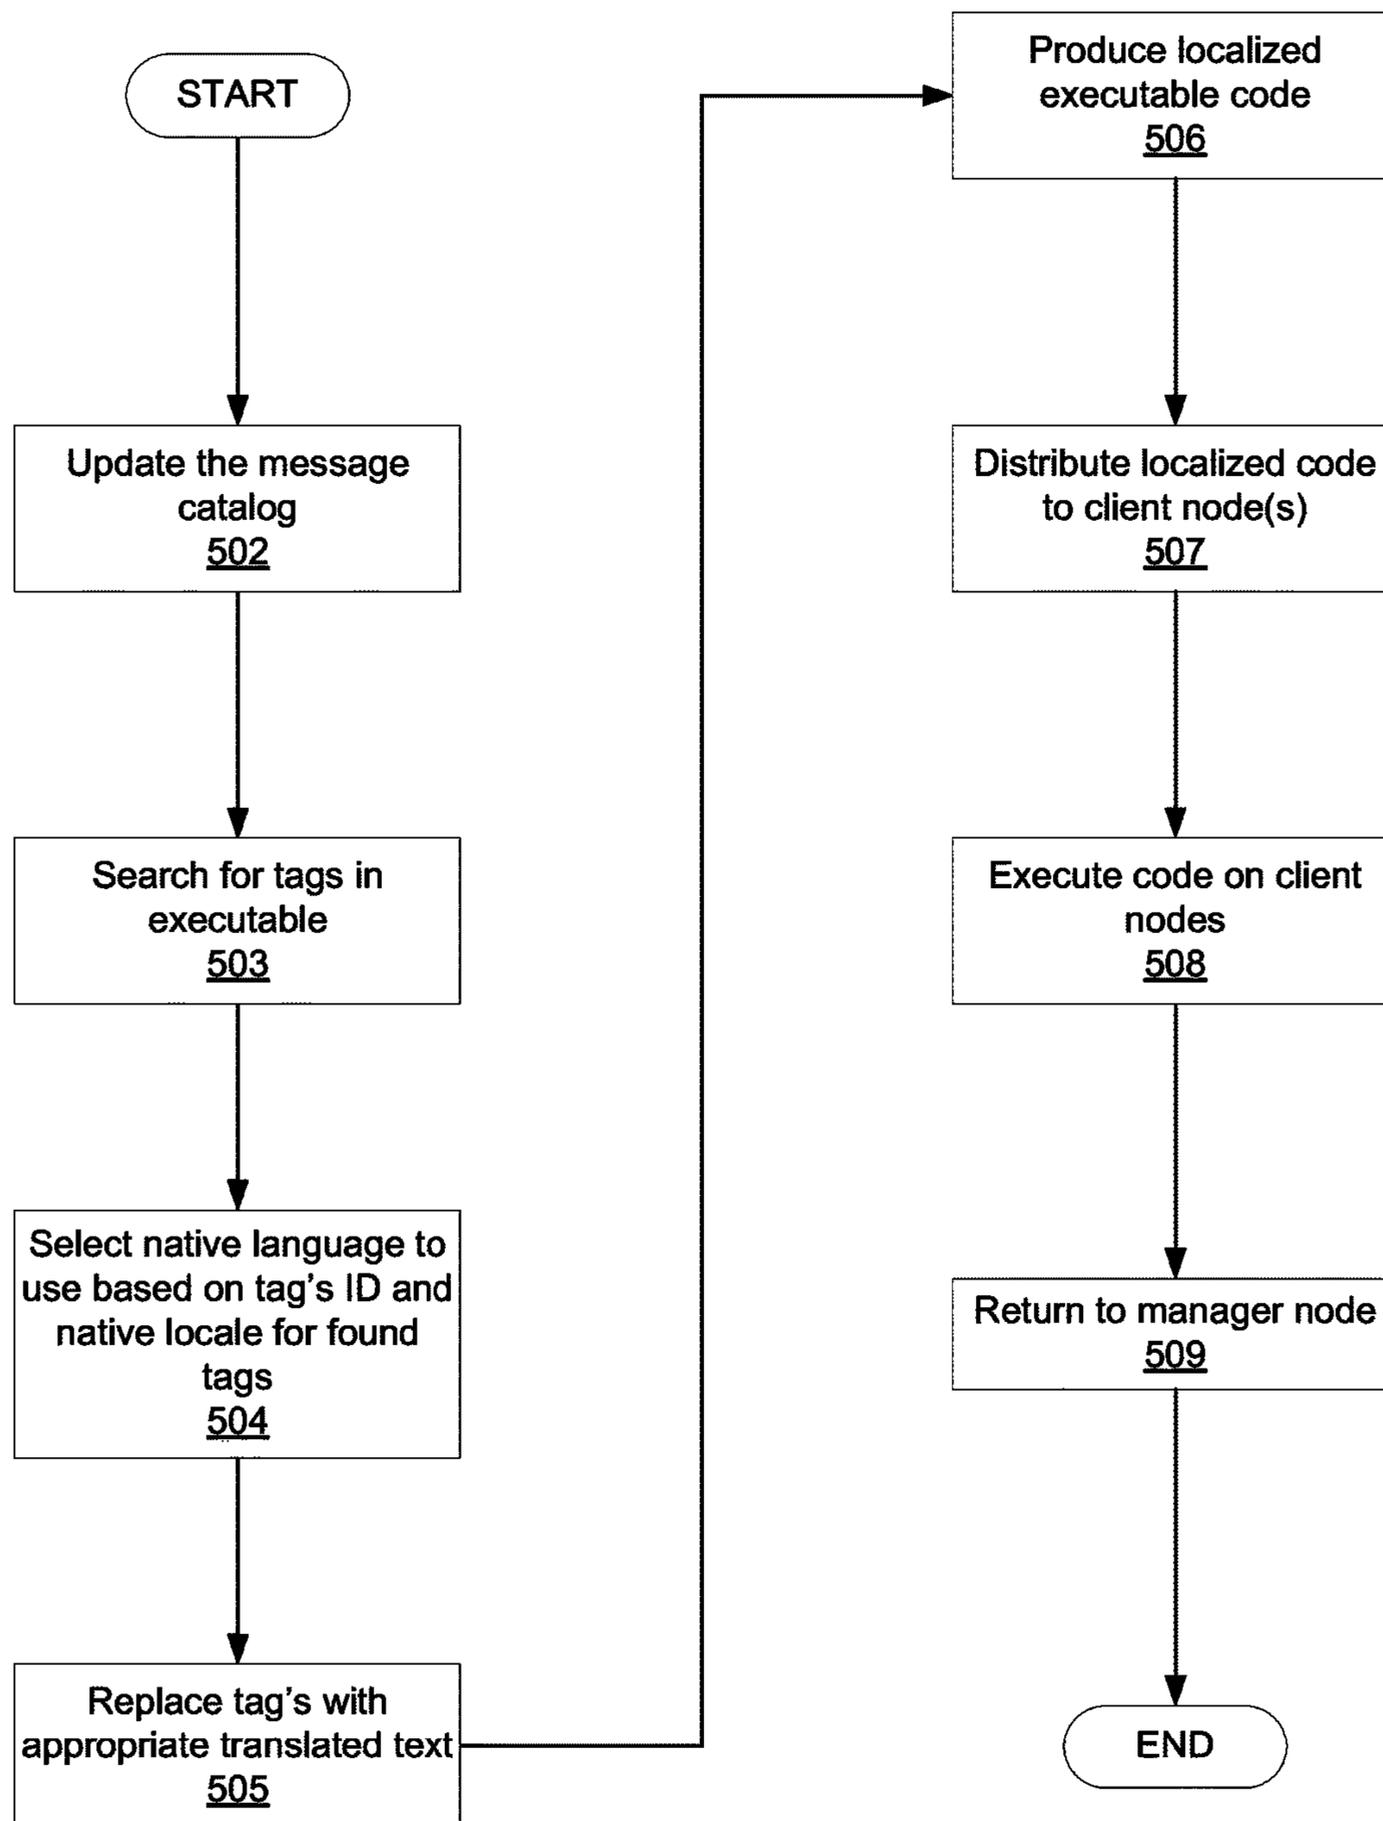 START
Update the message
catalog
502
Search for tags in
executable
503
Select native language to
use based on tag's ID and
native locale for found
tags
504
Replace tag's with
appropriate translated text
505
Produce localized
executable code
506
Distribute localized code
to client node(s)
507
Execute code on client
nodes
508
Return to manager node
509
END